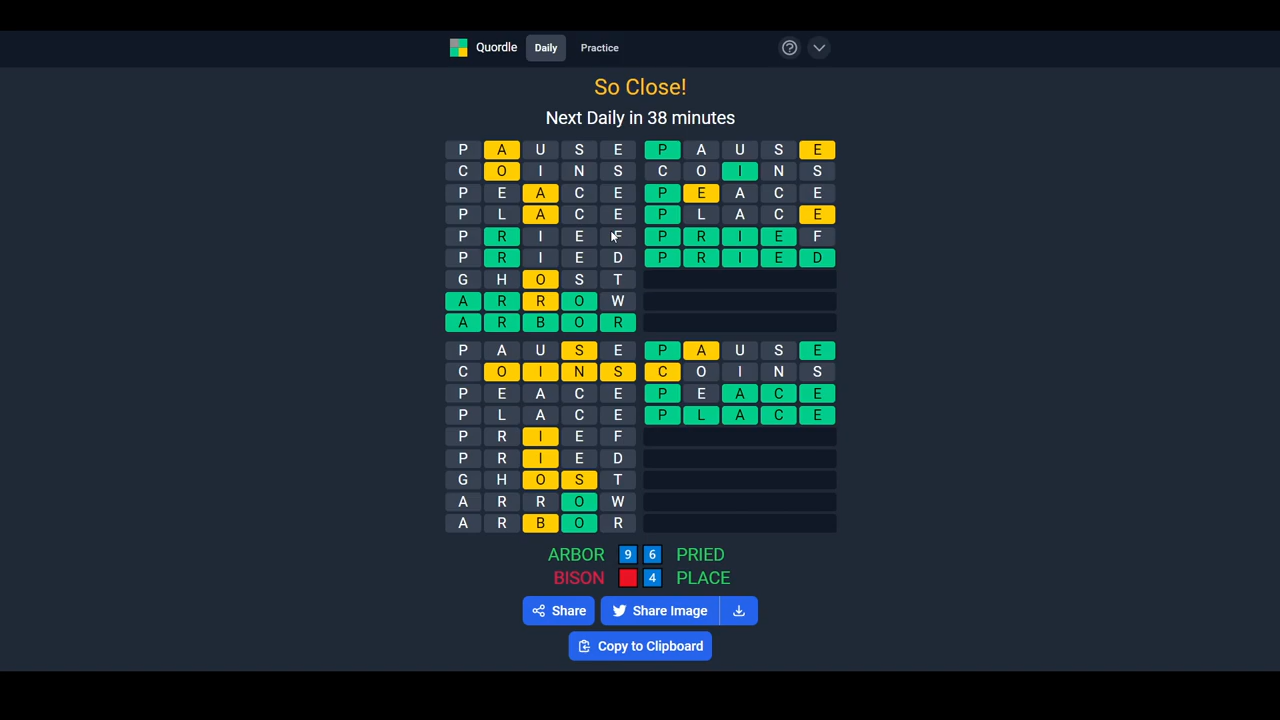 Quordle Daily Practice
So Close!
Next Daily in 38 minutes
P A U S E P A U S E
C O I N S C O I N S
P E A C E P E A C E
P L A C E P L A C E
P R I E F P R I E F
P R I E D P R I E D
G H O S T
A R R O W
A R B O R
P A U S E P A U S E
C O I N S C O I N S
P E A C E P E A C E
P L A C E P L A C E
P R I E F
P R I E D
G H O S T
A R R O W
A R B O R
ARBOR 9 6 PRIED
BISON 4 PLACE
Share Share Image
Copy to Clipboard